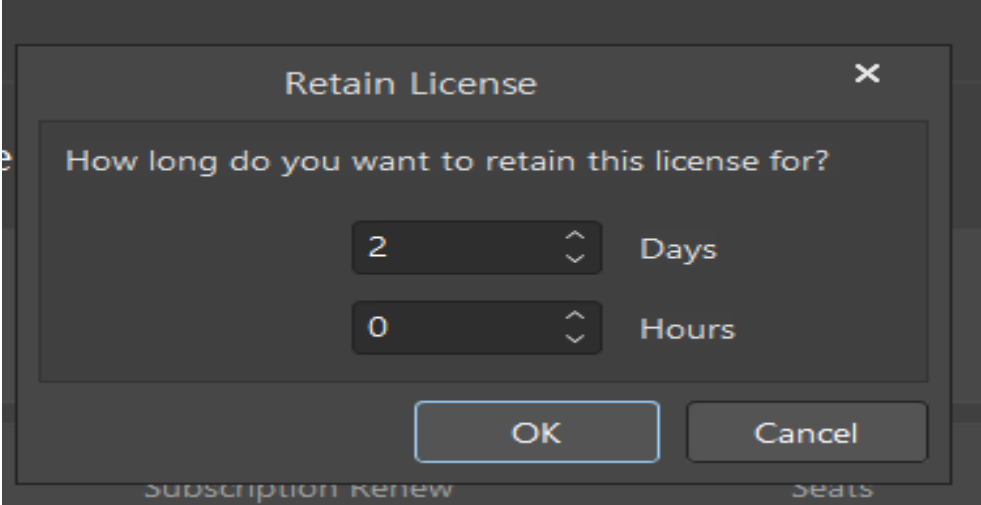 Retain License
e
How long do you want to retain this license for?
2 Days
0 Hours
OK Cancel
Subscription Renew Seats